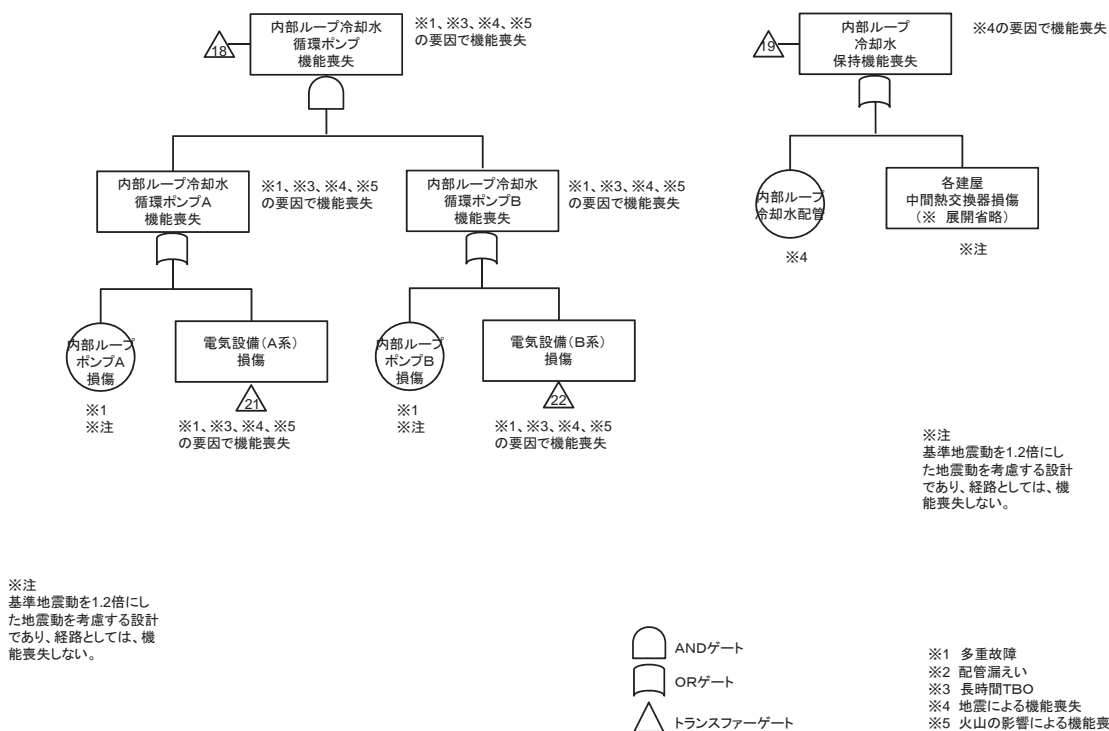 18
内部ループ冷却水
循環ポンプ
機能喪失
※1、※3、※4、※5
の要因で機能喪失
内部ループ冷却水
循環ポンプA
機能喪失
※1、※3、※4、※5
の要因で機能喪失
内部ループ冷却水
循環ポンプB
機能喪失
※1、※3、※4、※5
の要因で機能喪失
内部ループ
ポンプA
損傷
※1
※注
電気設備（A系）
損傷
21
※1、※3、※4、※5
の要因で機能喪失
内部ループ
ポンプB
損傷
※1
※注
電気設備（B系）
損傷
22
※1、※3、※4、※5
の要因で機能喪失
19
内部ループ
冷却水
保持機能喪失
※4の要因で機能喪失
内部ループ
冷却水配管
※4
各建屋
中間熱交換器損傷
（※　展開省略）
※注
※注
基準地震動を1.2倍にし
た地震動を考慮する設計
であり、経路としては、機
能喪失しない。
※注
基準地震動を1.2倍にし
た地震動を考慮する設計
であり、経路としては、機
能喪失しない。
ANDゲート
ORゲート
トランスファーゲート
※1　多重故障
※2　配管漏えい
※3　長時間TBO
※4　地震による機能喪失
※5　火山の影響による機能喪